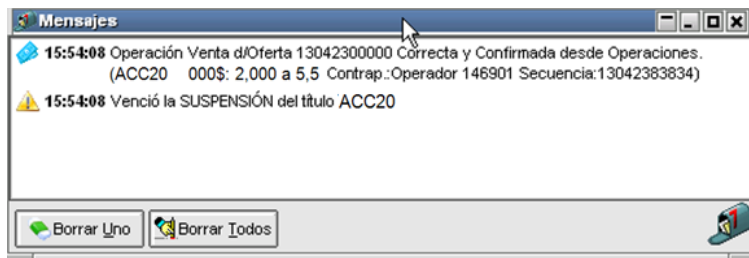 Mensajes
15:54:08 Operación Venta d/Oferta 13042300000 Correcta y Confirmada desde Operaciones.
(ACC20 000$: 2,000 a 5,5 Contrap.:Operador 146901 Secuencia:13042383834)
15:54:08 Venció la SUSPENSIÓN del título ACC20
Borrar Uno Borrar Todos